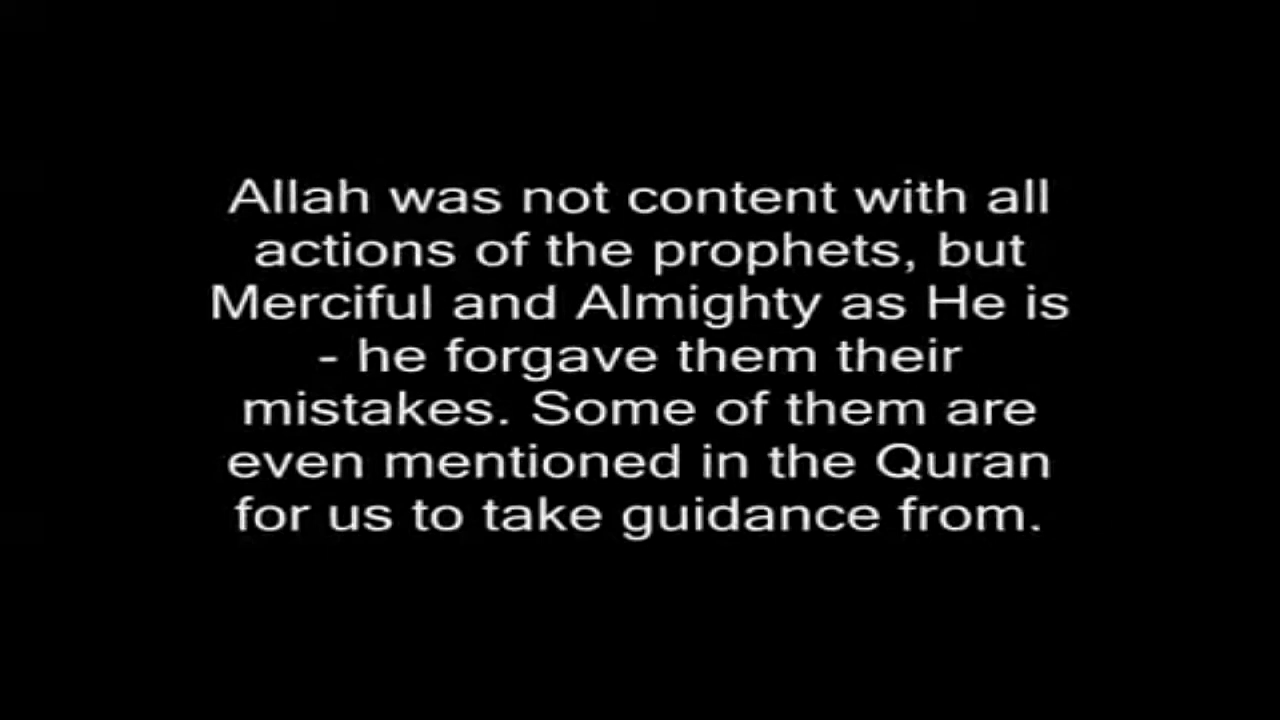 Allah was not content with all
actions of the prophets, but
Merciful and Almighty as He is
- he forgave them their
mistakes. Some of them are
even mentioned in the Quran
for us to take guidance from.